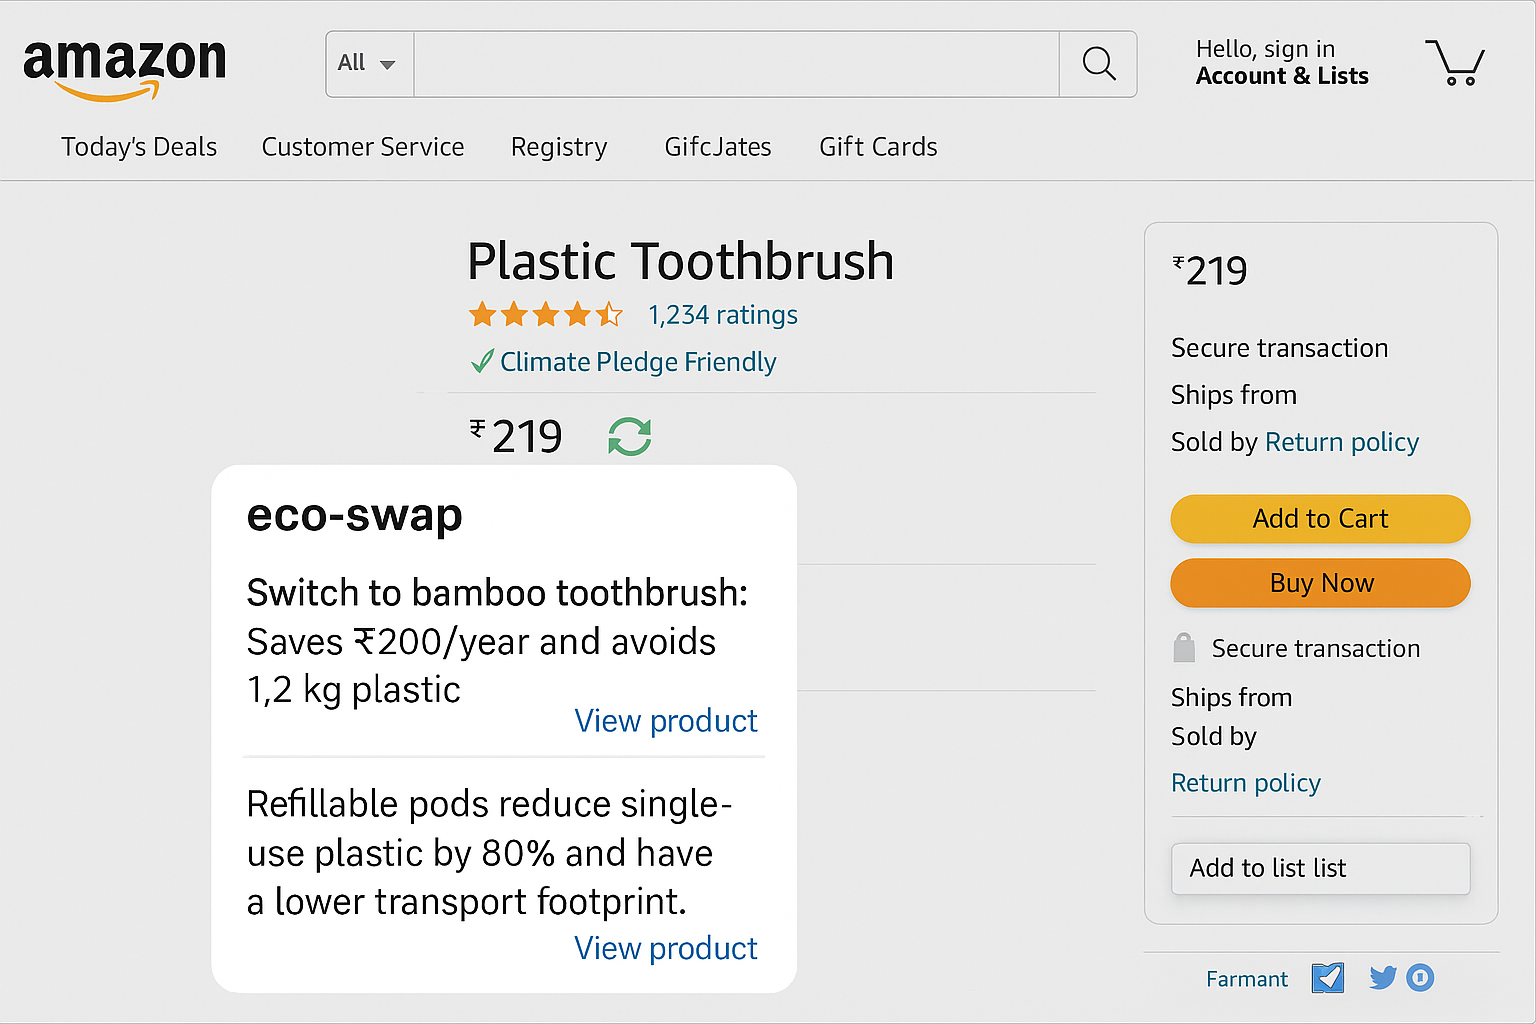 amazon
All
Hello, sign in
Account & Lists
Today's Deals
Customer Service
Registry
GifcJates
Gift Cards
Plastic Toothbrush
1,234 ratings
Climate Pledge Friendly
₹219
eco-swap
Switch to bamboo toothbrush:
Saves ₹200/year and avoids
1,2 kg plastic
View product
Refillable pods reduce single-
use plastic by 80% and have
a lower transport footprint.
View product
₹219
Secure transaction
Ships from
Sold by Return policy
Add to Cart
Buy Now
Secure transaction
Ships from
Sold by
Return policy
Add to list list
Farmant